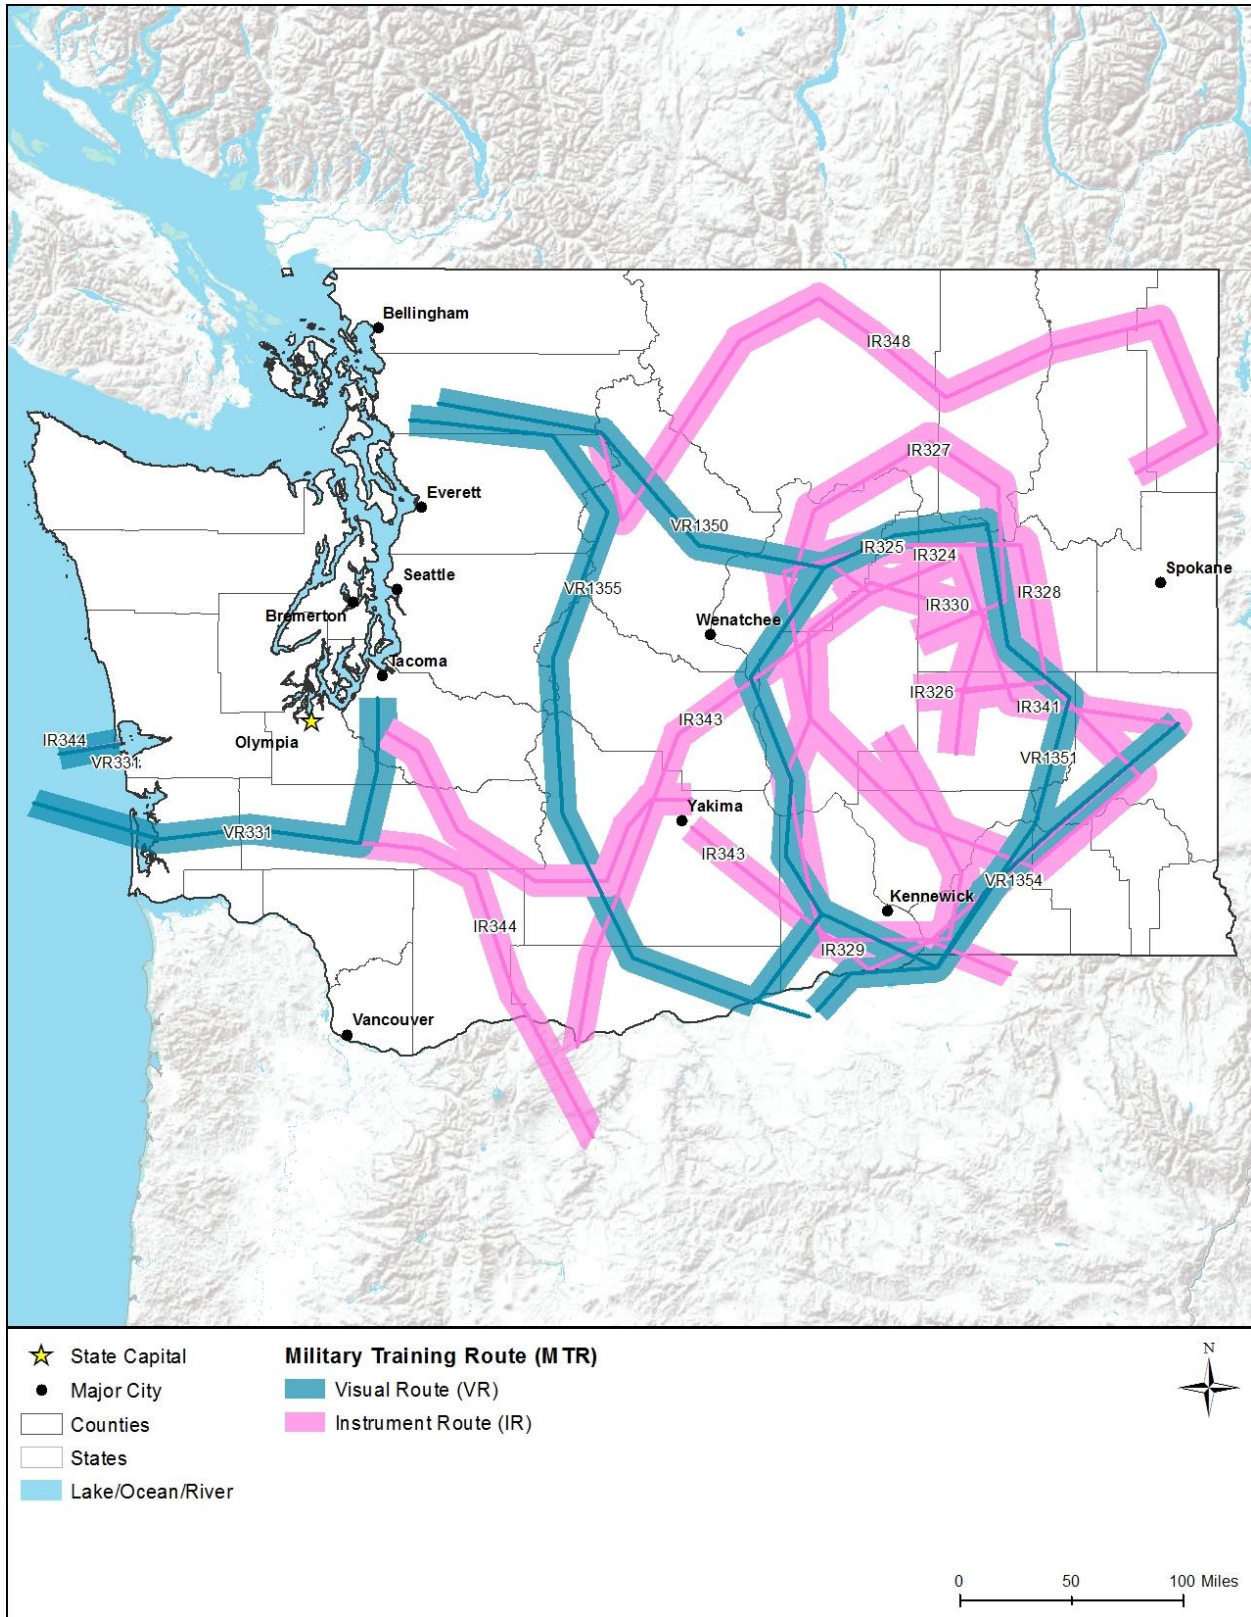 Bellingham
IR348
IR327
Everett
VR1350
IR325
IR324
Seattle
VR1355
Spokane
IR328
Bremerton
IR330
Wenatchee
Tacoma
IR326
IR341
IR343
Olympia
IR344
VR331
VR1351
Yakima
VR331
IR343
VR1354
Kennewick
IR344
IR329
Vancouver
State Capital
Major City
Counties
States
Lake/Ocean/River
Military Training Route (MTR)
Visual Route (VR)
Instrument Route (IR)
N
0 50 100 Miles